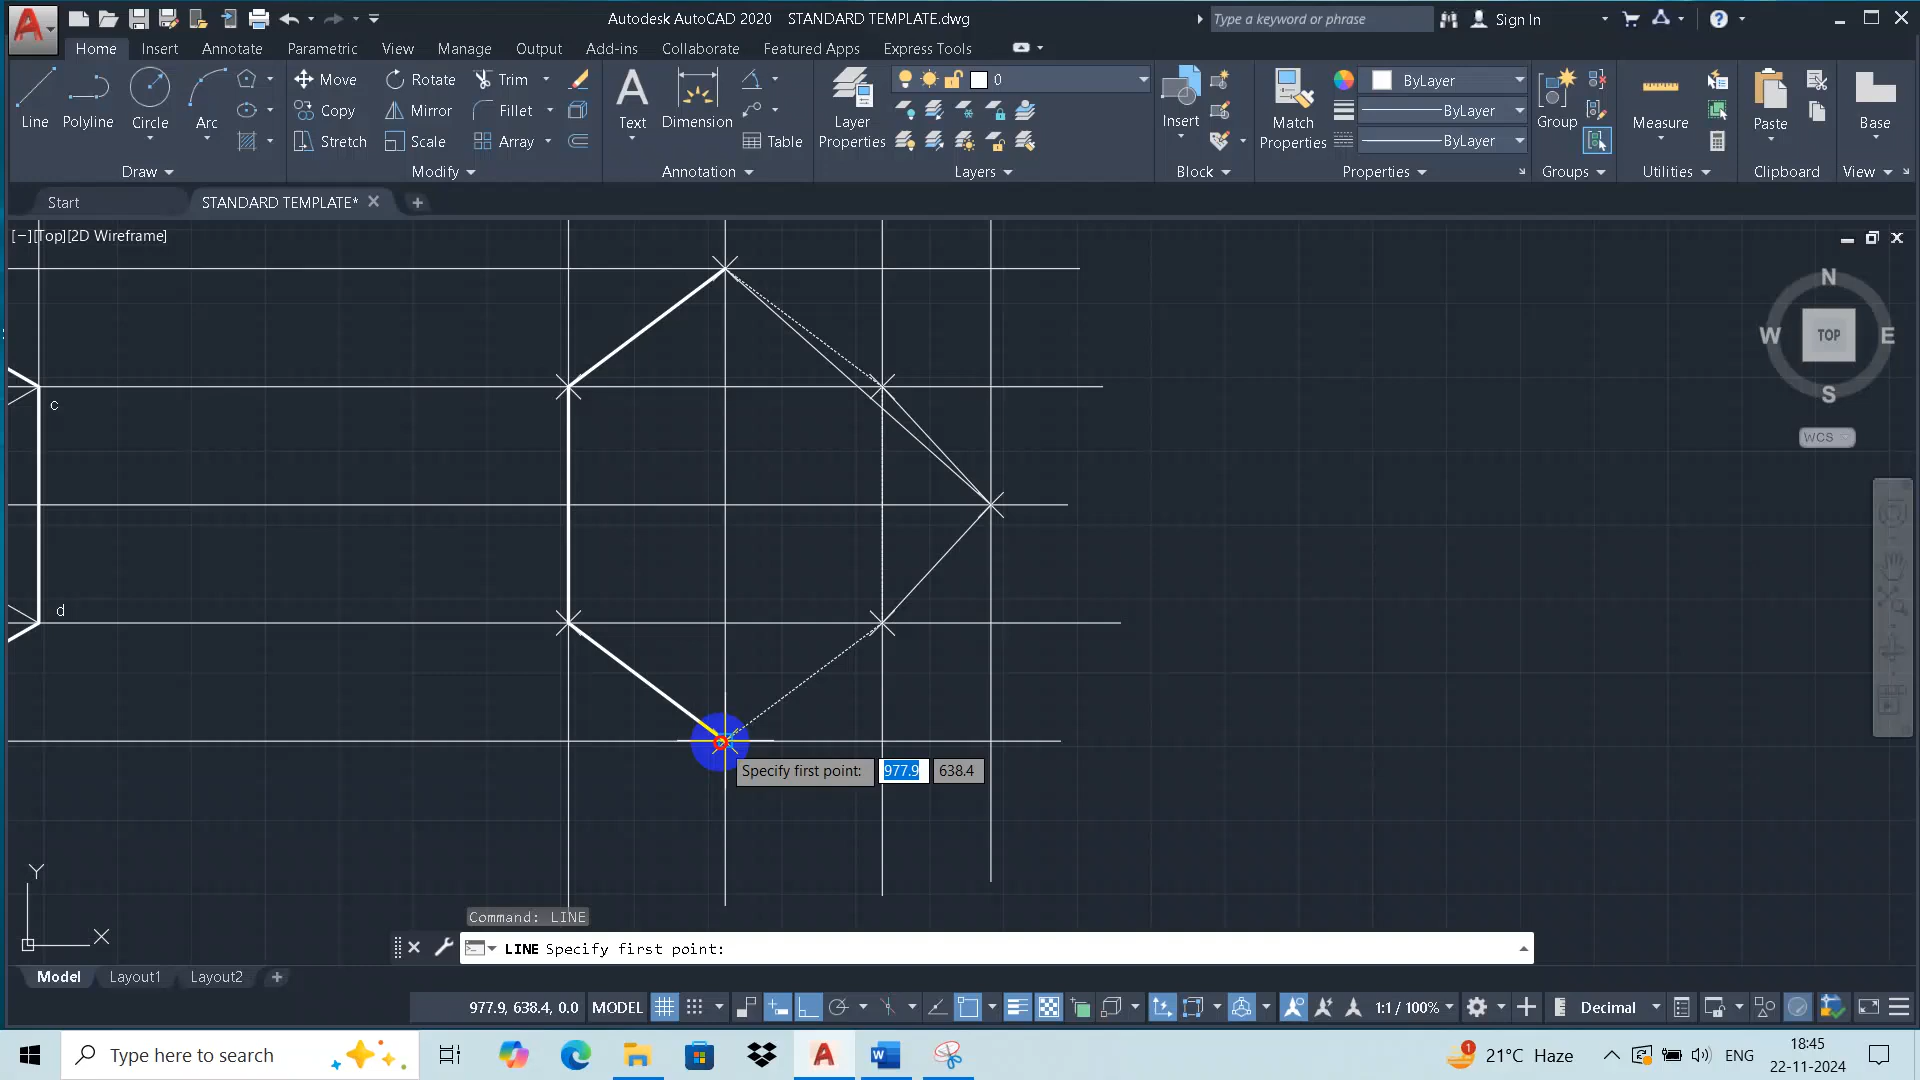 Autodesk AutoCAD 2020 STANDARD TEMPLATE.dwg
Type a keyword or phrase
Sign In
Home Insert Annotate Parametric View Manage Output Add-ins Collaborate Featured Apps Express Tools
Line Polyline Circle Arc
Move Rotate Trim
Copy Mirror Fillet
Stretch Scale Array
Text Dimension Table
Layer Properties
0
Insert
Match Properties
ByLayer
ByLayer
ByLayer
Group
Measure
Paste
Base
Draw Modify Annotation Layers Block Properties Groups Utilities Clipboard View
Start STANDARD TEMPLATE*
[−][Top][2D Wireframe]
N
W TOP E
S
WCS
c
d
Specify first point: 977.9 638.4
Y
X
Command: LINE
LINE Specify first point:
Model Layout1 Layout2
977.9, 638.4, 0.0 MODEL 1:1 / 100% Decimal
Type here to search
21°C Haze
1
ENG
18:45
22-11-2024